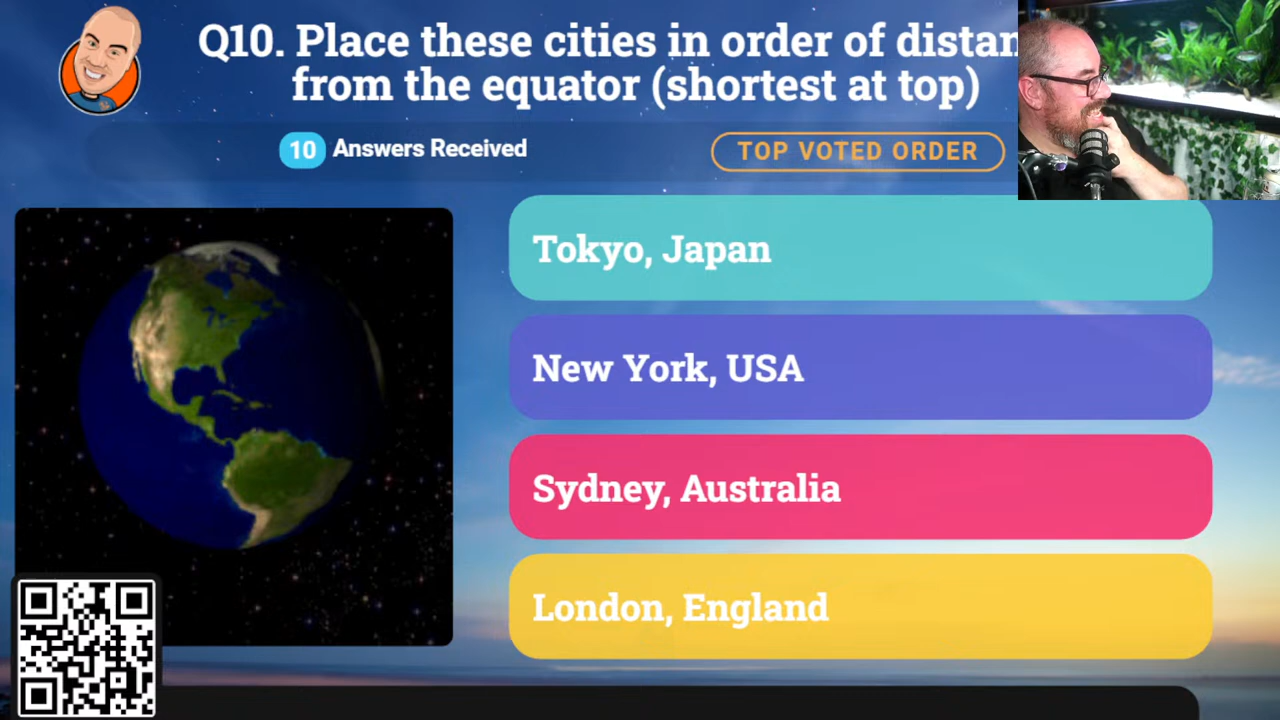 Q10. Place these cities in order of distan
from the equator (shortest at top)
10 Answers Received
TOP VOTED ORDER
Tokyo, Japan
New York, USA
Sydney, Australia
London, England